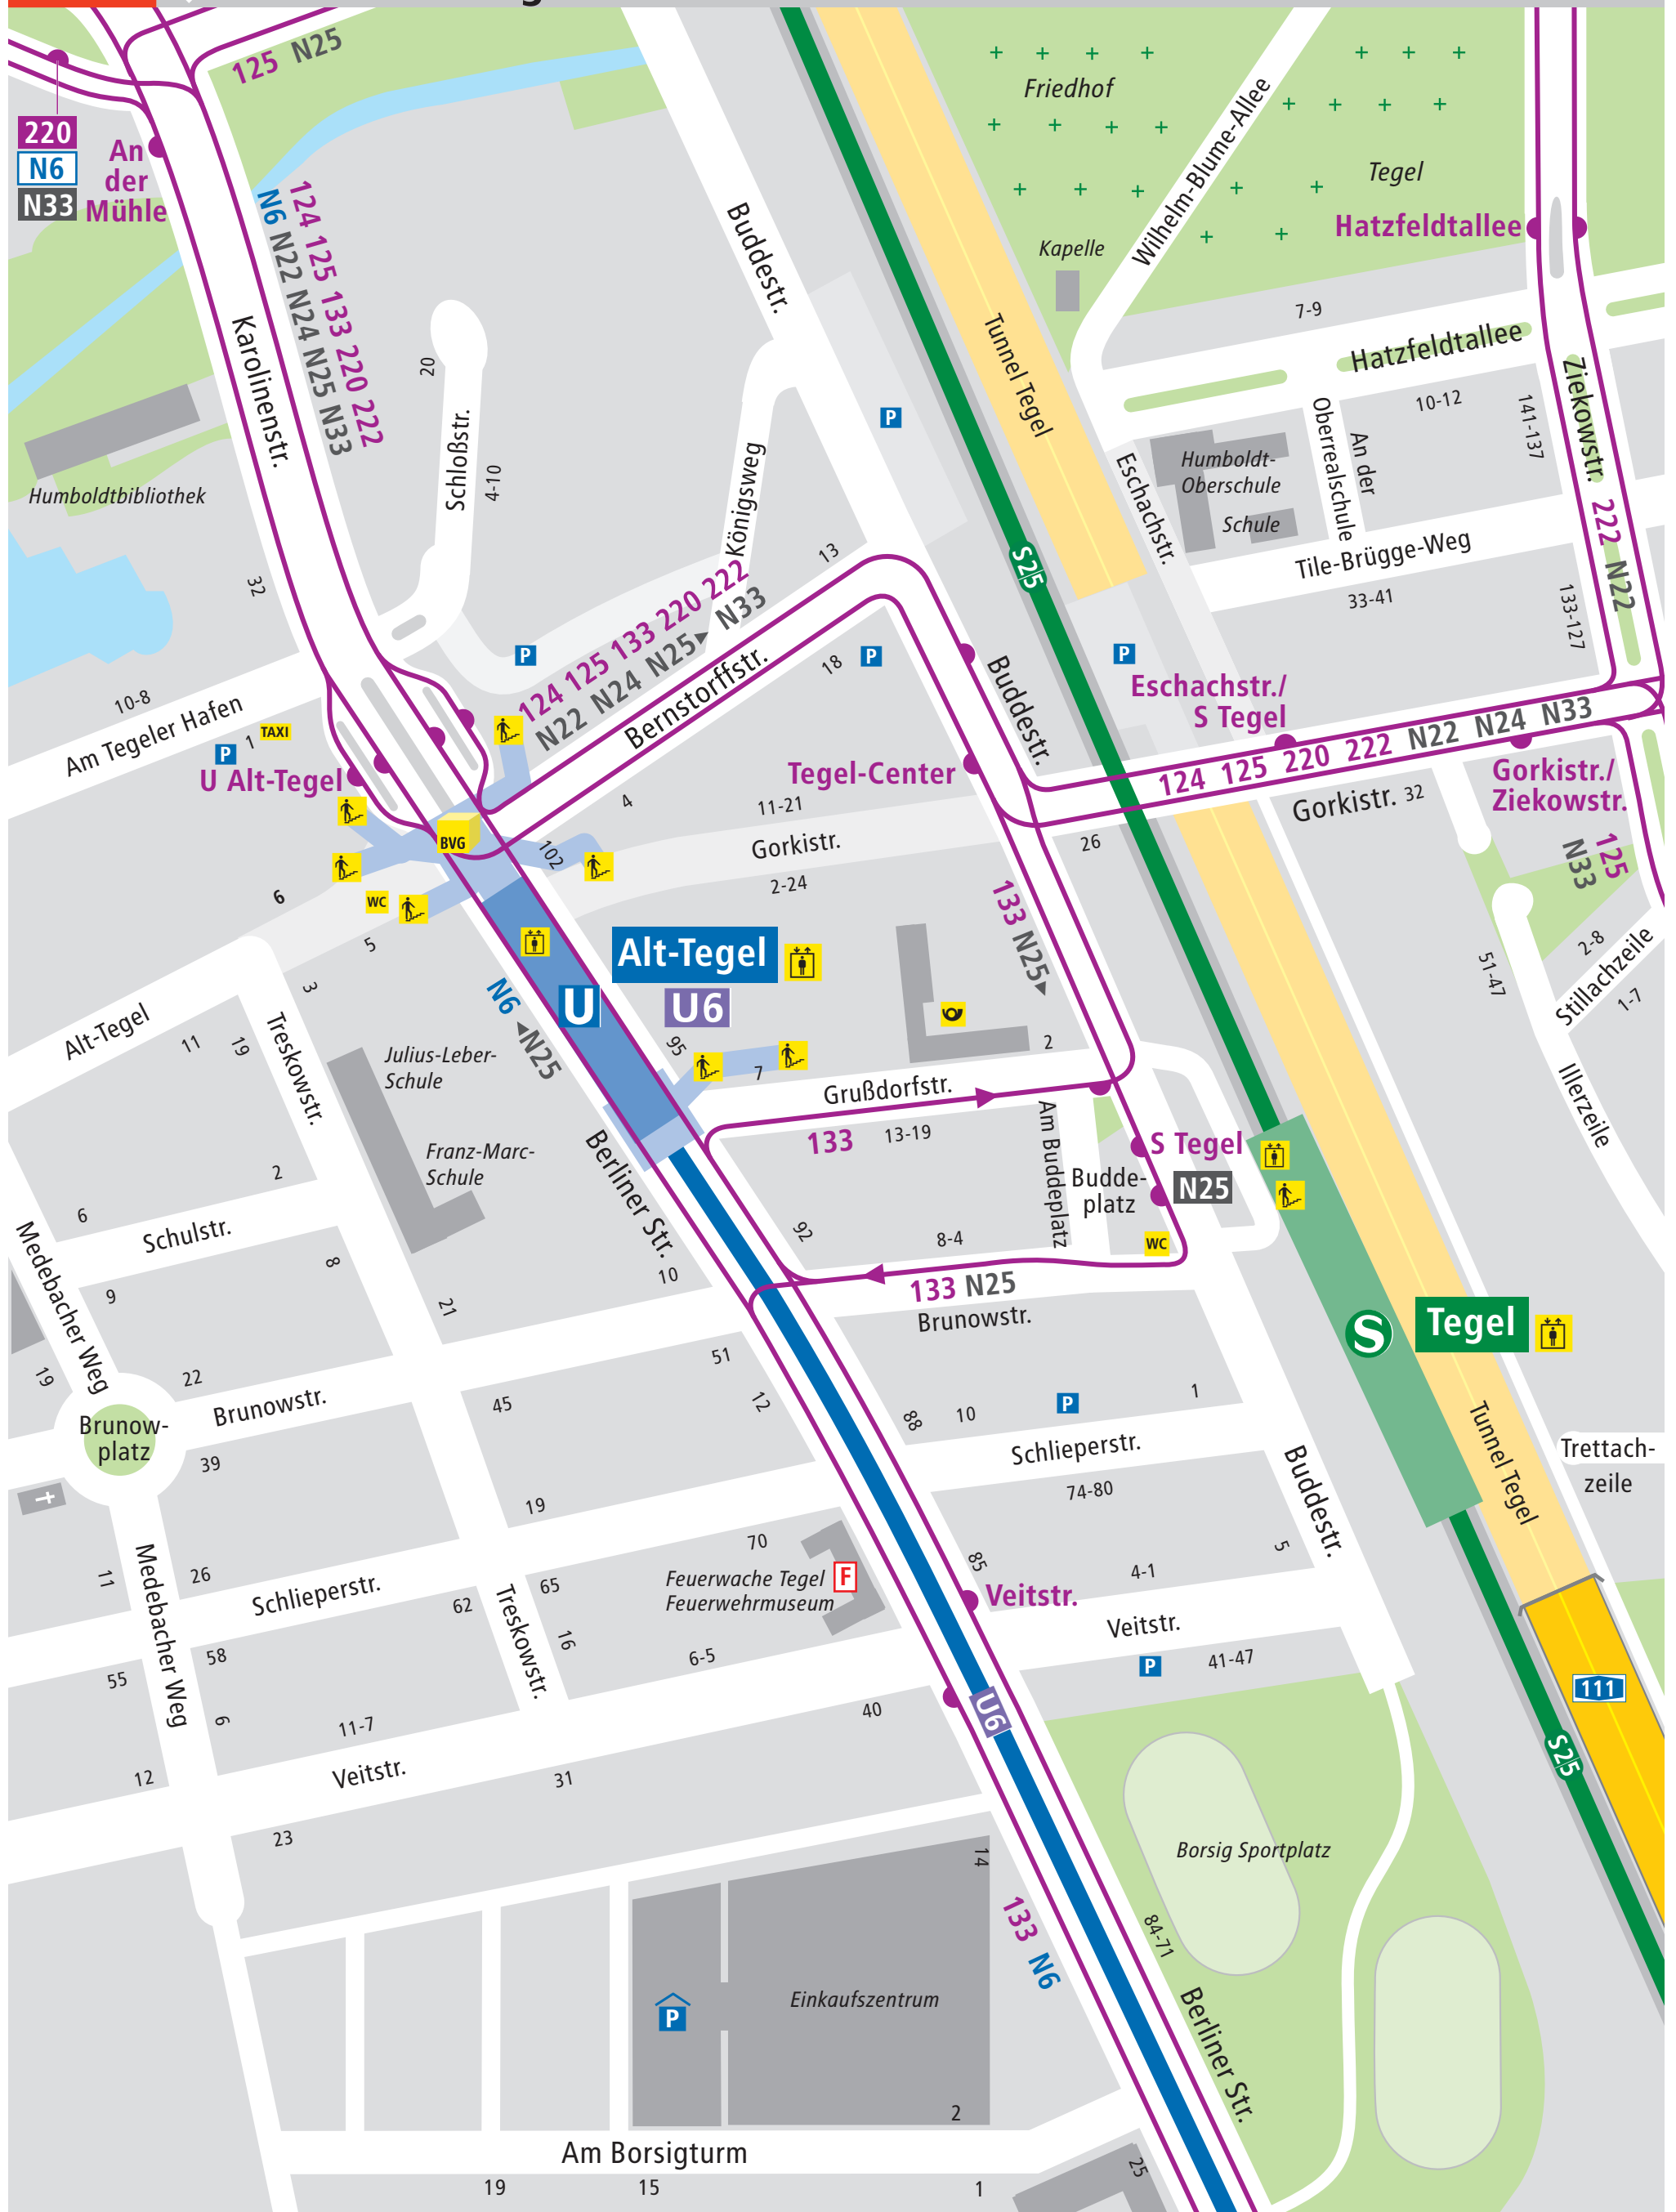 125 N25
220
N6
N33
An
der
Mühle
124 125 133 220 222
N6 N22 N24 N25 N33
Karolinenstr.
Buddestr.
Friedhof
Tegel
Kapelle
Wilhelm-Blume-Allee
Hatzfeldtallee
7-9
Hatzfeldtallee
10-12
141-137
Ziekowstr.
222 N22
133-127
Tunnel Tegel
P
20
Schloßstr.
4-10
Königsweg
Humboldtbibliothek
32
Eschachstr.
Humboldt-
Oberschule
Schule
An der
Oberrealschule
Tile-Brügge-Weg
33-41
S25
13
124 125 133 220 222
N22 N24 N25 N33
Bernstorffstr.
18
P
P
P
Buddestr.
Eschachstr./
S Tegel
124 125 220 222 N22 N24 N33
Gorkistr. 32
Gorkistr./
Ziekowstr.
125
N33
10-8
Am Tegeler Hafen
P
1
TAXI
U Alt-Tegel
Tegel-Center
BVG
102
4
11-21
Gorkistr.
2-24
26
6
WC
5
3
Alt-Tegel
U6
U
N6 N25
133 N25
Alt-Tegel
11
19
Treskowstr.
Julius-Leber-
Schule
95
7
2
Grußdorfstr.
133
13-19
Am Buddeplatz
S Tegel
Budde-
platz
N25
WC
51-47
2-8
Stillachzeile
1-7
Illerzeile
Franz-Marc-
Schule
Berliner Str.
2
6
Schulstr.
8
9
Medebacher Weg
21
10
92
8-4
133 N25
Brunowstr.
S
Tegel
19
22
Brunowstr.
Brunow-
platz
39
45
51
12
88
10
P
1
Schlieperstr.
74-80
Buddestr.
Tunnel Tegel
Trettach-
zeile
11
Medebacher Weg
26
Schlieperstr.
19
70
Feuerwache Tegel
Feuerwehrmuseum
F
65
62
Treskowstr.
16
6-5
85
Veitstr.
4-1
5
Veitstr.
P
41-47
111
S25
55
58
6
11-7
40
U6
12
Veitstr.
31
23
14
Borsig Sportplatz
133 N6
84-71
P
Einkaufszentrum
Berliner Str.
2
Am Borsigturm
19
15
1
25